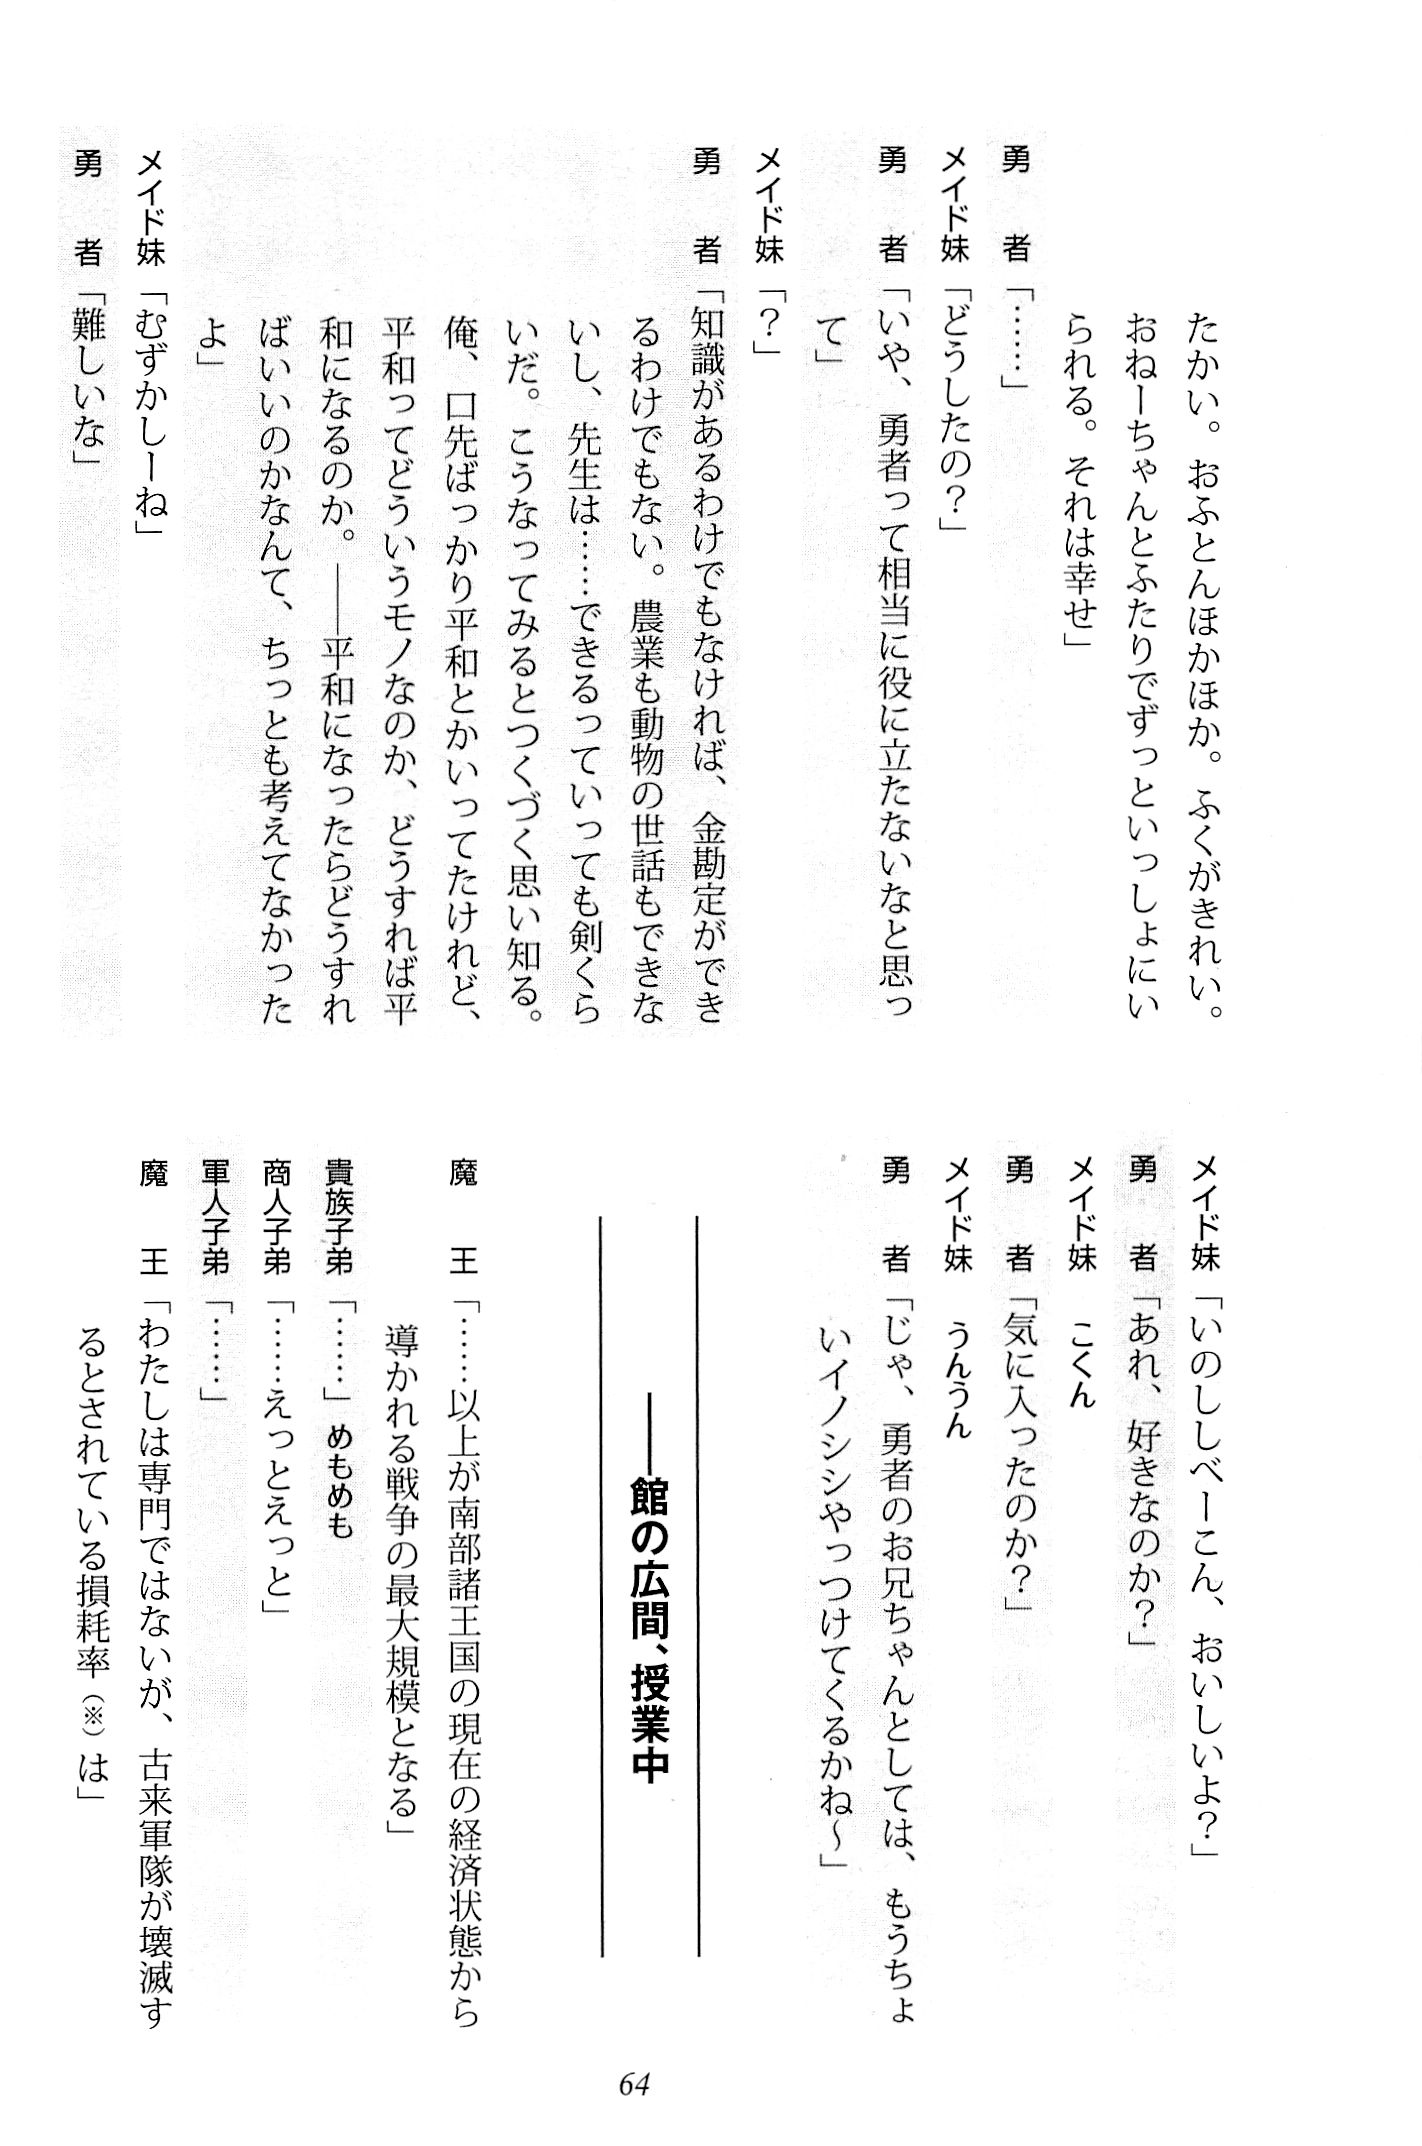 たかい。おふとんほかほか。ふくがきれい。
おねーちゃんとふたりでずっといっしょにい
られる。それは幸せ」
勇　者「……」
メイド妹「どうしたの？」
勇　者「いや、勇者って相当に役に立たないなと思っ
て」
メイド妹「？」
勇　者「知識があるわけでもなければ、金勘定ができ
るわけでもない。農業も動物の世話もできな
いし、先生は……できるっていっても剣くら
いだ。こうなってみるとつくづく思い知る。
俺、口先ばっかり平和とかいってたけれど、
平和ってどういうモノなのか、どうすれば平
和になるのか。――平和になったらどうすれ
ばいいのかなんて、ちっとも考えてなかった
よ」
メイド妹「むずかしーね」
勇　者「難しいな」
メイド妹「いのししべーこん、おいしいよ？」
勇　者「あれ、好きなのか？」
メイド妹　こくん
勇　者「気に入ったのか？」
メイド妹　うんうん
勇　者「じゃ、勇者のお兄ちゃんとしては、もうちょ
いイノシシやっつけてくるかね～」
――館の広間、授業中
魔　王「……以上が南部諸王国の現在の経済状態から
導かれる戦争の最大規模となる」
貴族子弟「……」めもめも
商人子弟「……えっとえっと」
軍人子弟「……」
魔　王「わたしは専門ではないが、古来軍隊が壊滅す
るとされている損耗率（※）は」
64